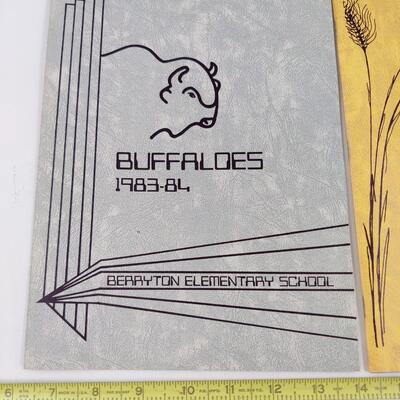 BUFFALOES
1983-84
BERRYTON ELEMENTARY SCHOOL
6 7 8 9 10 11 12 13 14